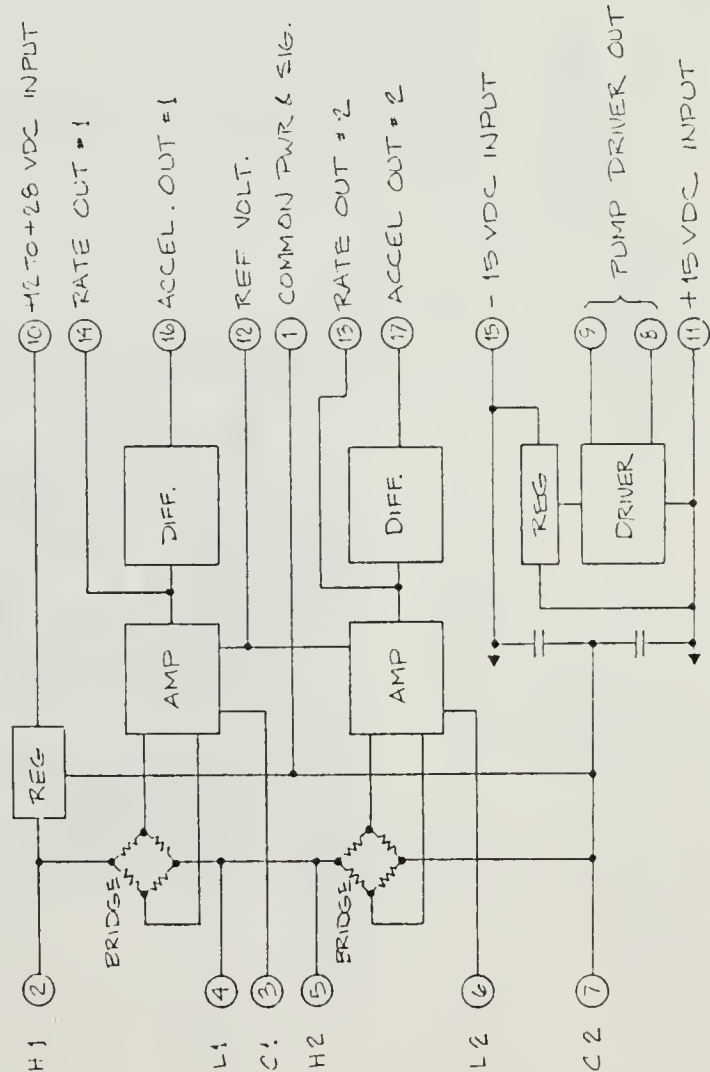 H1
2
REG
10
+12 TO +28 VDC INPUT
14
RATE OUT #1
BRIDGE
AMP
DIFF.
16
ACCEL. OUT #1
L1
4
C1
3
12
REF VOLT.
1
COMMON PWR & SIG.
H2
5
13
RATE OUT #2
BRIDGE
AMP
DIFF.
17
ACCEL OUT #2
L2
6
15
-15 VDC INPUT
REG
C2
7
DRIVER
9
8
PUMP DRIVER OUT
11
+15 VDC INPUT